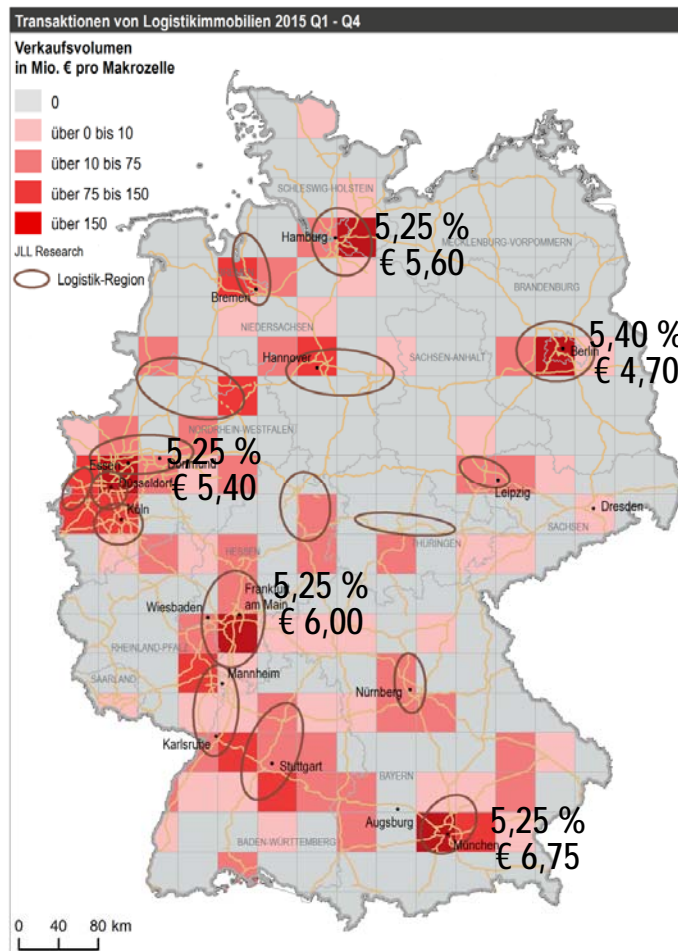 Transaktionen von Logistikimmobilien 2015 Q1 - Q4
Verkaufsvolumen
in Mio. € pro Makrozelle
0
über 0 bis 10
über 10 bis 75
über 75 bis 150
über 150
JLL Research
Logistik-Region
SCHLESWIG-HOLSTEIN
Hamburg
5,25 %
€ 5,60
MECKLENBURG-VORPOMMERN
Bremen
BRANDENBURG
NIEDERSACHSEN
Hannover
SACHSEN-ANHALT
5,40 %
Berlin
€ 4,70
NORDRHEIN-WESTFALEN
Essen
Dortmund
5,25 %
€ 5,40
Düsseldorf
Köln
Leipzig
Dresden
SACHSEN
THÜRINGEN
HESSEN
5,25 %
€ 6,00
Wiesbaden
Frankfurt
am Main
RHEINLAND-PFALZ
SAARLAND
Mannheim
Nürnberg
Karlsruhe
Stuttgart
BAYERN
Augsburg
5,25 %
€ 6,75
München
BADEN-WÜRTTEMBERG
0 40 80 km